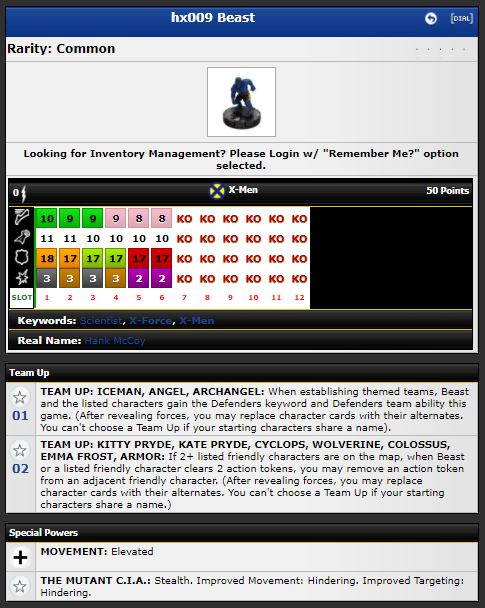 hx009 Beast
[DIAL]
Rarity: Common
Looking for Inventory Management? Please Login w/ "Remember Me?" option
selected.
0 X-Men 50 Points
10 9 9 9 8 8 KO KO KO KO KO KO
11 11 10 10 10 10 KO KO KO KO KO KO
18 17 17 17 17 17 KO KO KO KO KO KO
3 3 3 3 2 2 KO KO KO KO KO KO
SLOT 1 2 3 4 5 6 7 8 9 10 11 12
Keywords: Scientist, X-Force, X-Men
Real Name: Hank McCoy
Team Up
01
TEAM UP: ICEMAN, ANGEL, ARCHANGEL: When establishing themed teams, Beast
and the listed characters gain the Defenders keyword and Defenders team ability this
game. (After revealing forces, you may replace character cards with their alternates.
You can't choose a Team Up if your starting characters share a name).
02
TEAM UP: KITTY PRYDE, KATE PRYDE, CYCLOPS, WOLVERINE, COLOSSUS,
EMMA FROST, ARMOR: If 2+ listed friendly characters are on the map, when Beast
or a listed friendly character clears 2 action tokens, you may remove an action token
from an adjacent friendly character. (After revealing forces, you may replace
character cards with their alternates. You can't choose a Team Up if your starting
characters share a name.)
Special Powers
MOVEMENT: Elevated
THE MUTANT C.I.A.: Stealth. Improved Movement: Hindering. Improved Targeting:
Hindering.